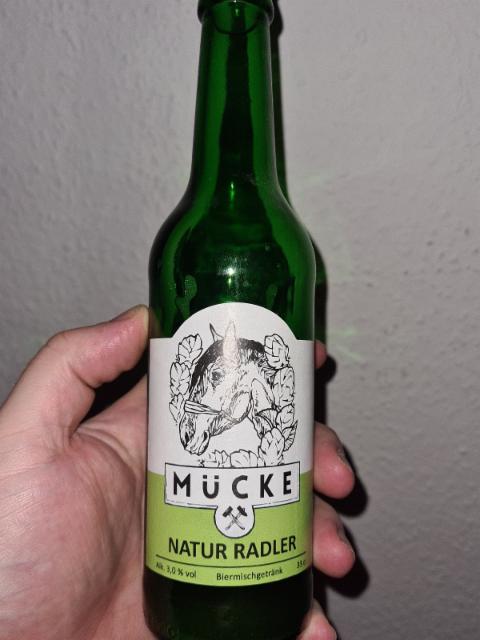 MÜCKE
NATUR RADLER
Alk. 3,0 % vol Biermischgetränk